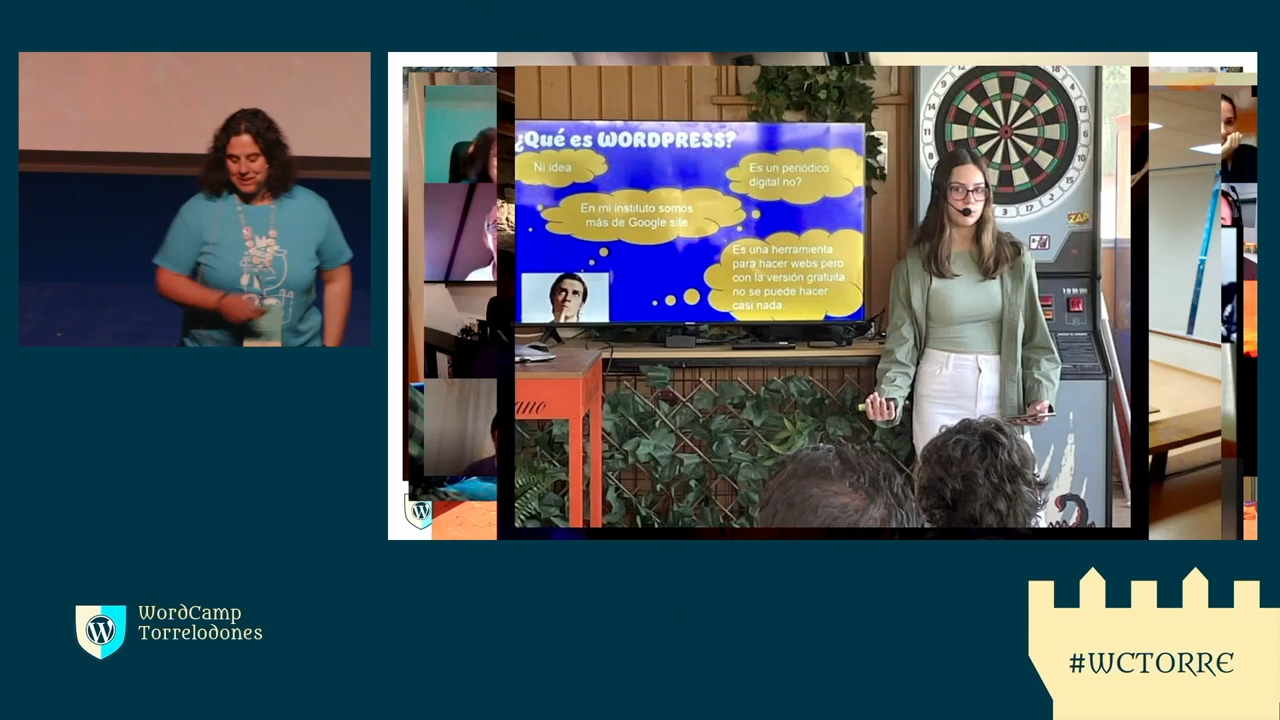 ¿Qué es WORDPRESS?
Ni idea
Es un periódico
digital no?
En mi instituto somos
más de Google site
Es una herramienta
para hacer webs pero
con la versión gratuita
no se puede hacer
casi nada.
ano
ZAP
WordCamp
Torrelodones
#WCTORRE